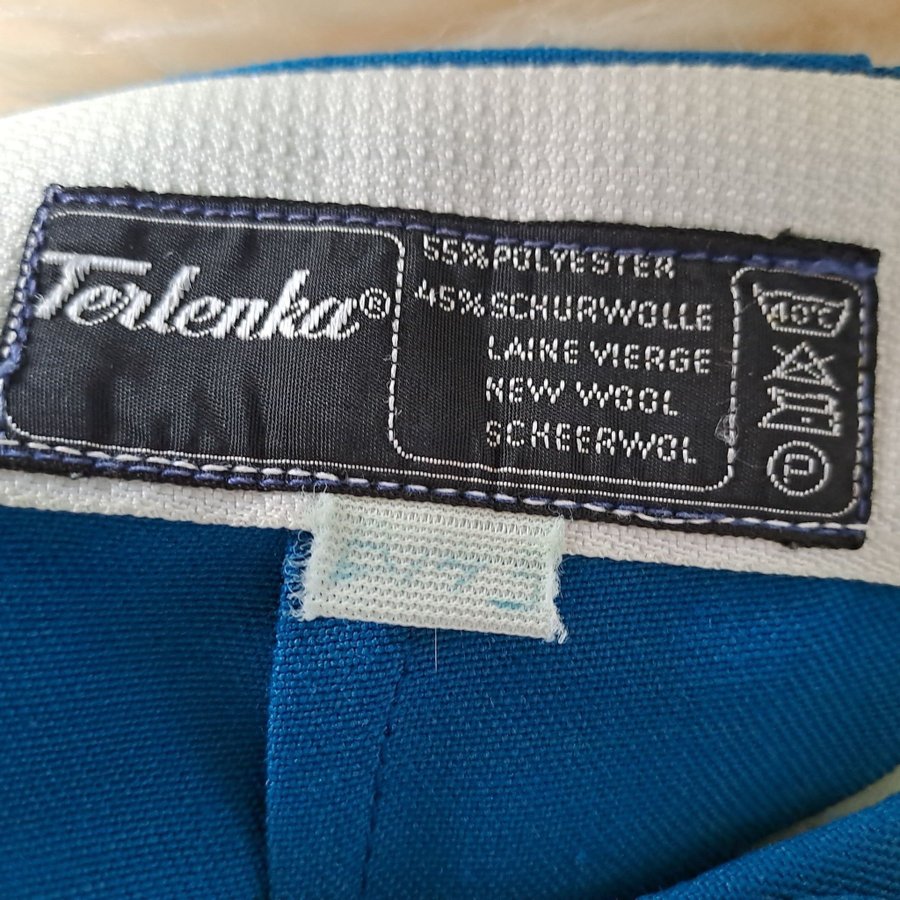 Terlenka®
55% POLYESTER
45% SCHURWOLLE
LAINE VIERGE
NEW WOOL
SCHEERWOL
40°C